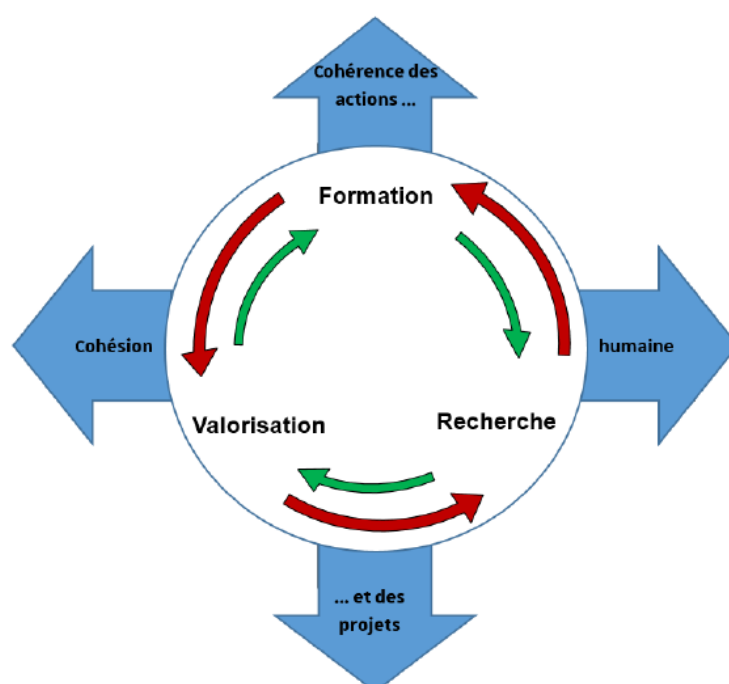 Cohérence des
actions ...
Formation
Cohésion
humaine
Valorisation
Recherche
... et des
projets